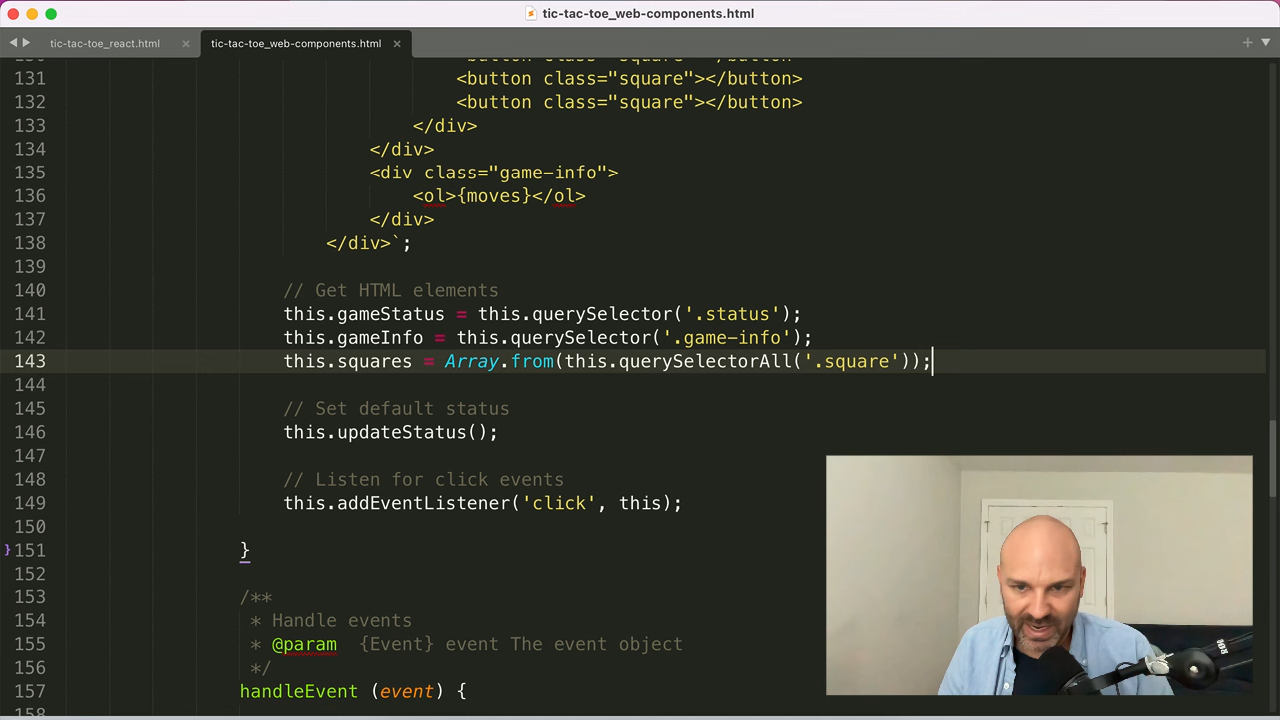 tic-tac-toe_web-components.html
tic-tac-toe_react.html
tic-tac-toe_web-components.html
131 <button class="square"></button>
132 <button class="square"></button>
133 </div>
134 </div>
135 <div class="game-info">
136 <ol>{moves}</ol>
137 </div>
138 </div>`;
139
140 // Get HTML elements
141 this.gameStatus = this.querySelector('.status');
142 this.gameInfo = this.querySelector('.game-info');
143 this.squares = Array.from(this.querySelectorAll('.square'));
144
145 // Set default status
146 this.updateStatus();
147
148 // Listen for click events
149 this.addEventListener('click', this);
150
151 }
152
153 /**
154 * Handle events
155 * @param {Event} event The event object
156 */
157 handleEvent (event) {
158